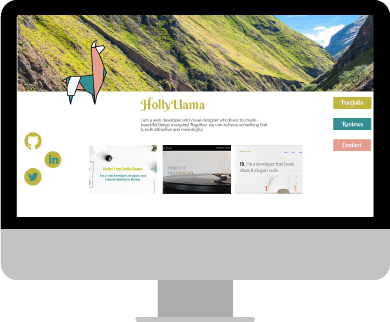 HollyLlama
I am a web developer and visual designer who loves to create
beautiful things everyday! Together, we can achieve something that
is both attractive and meaningful.
Portfolio
Reviews
Contact
in
Hello! I am Holly Llama.
Music is
Hi, I'm a developer that loves
clean & elegant code.